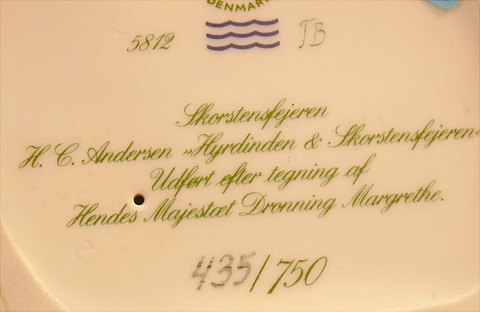 DENMARK
5812 JB
Skorstensfejeren
H. C. Andersen »Hyrdinden & Skorstensfejeren«
Udført efter tegning af
Hendes Majestæt Dronning Margrethe.
435/750